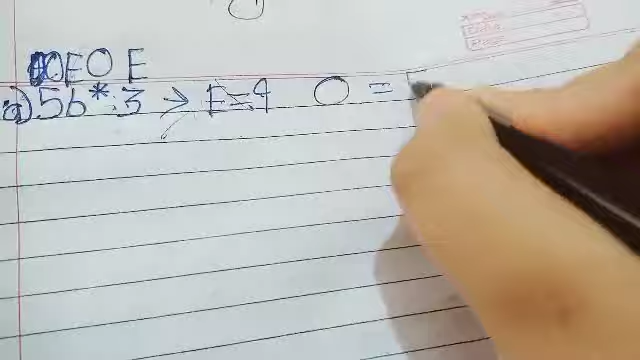 OEOE
a) 56*:3 → E=4 O =